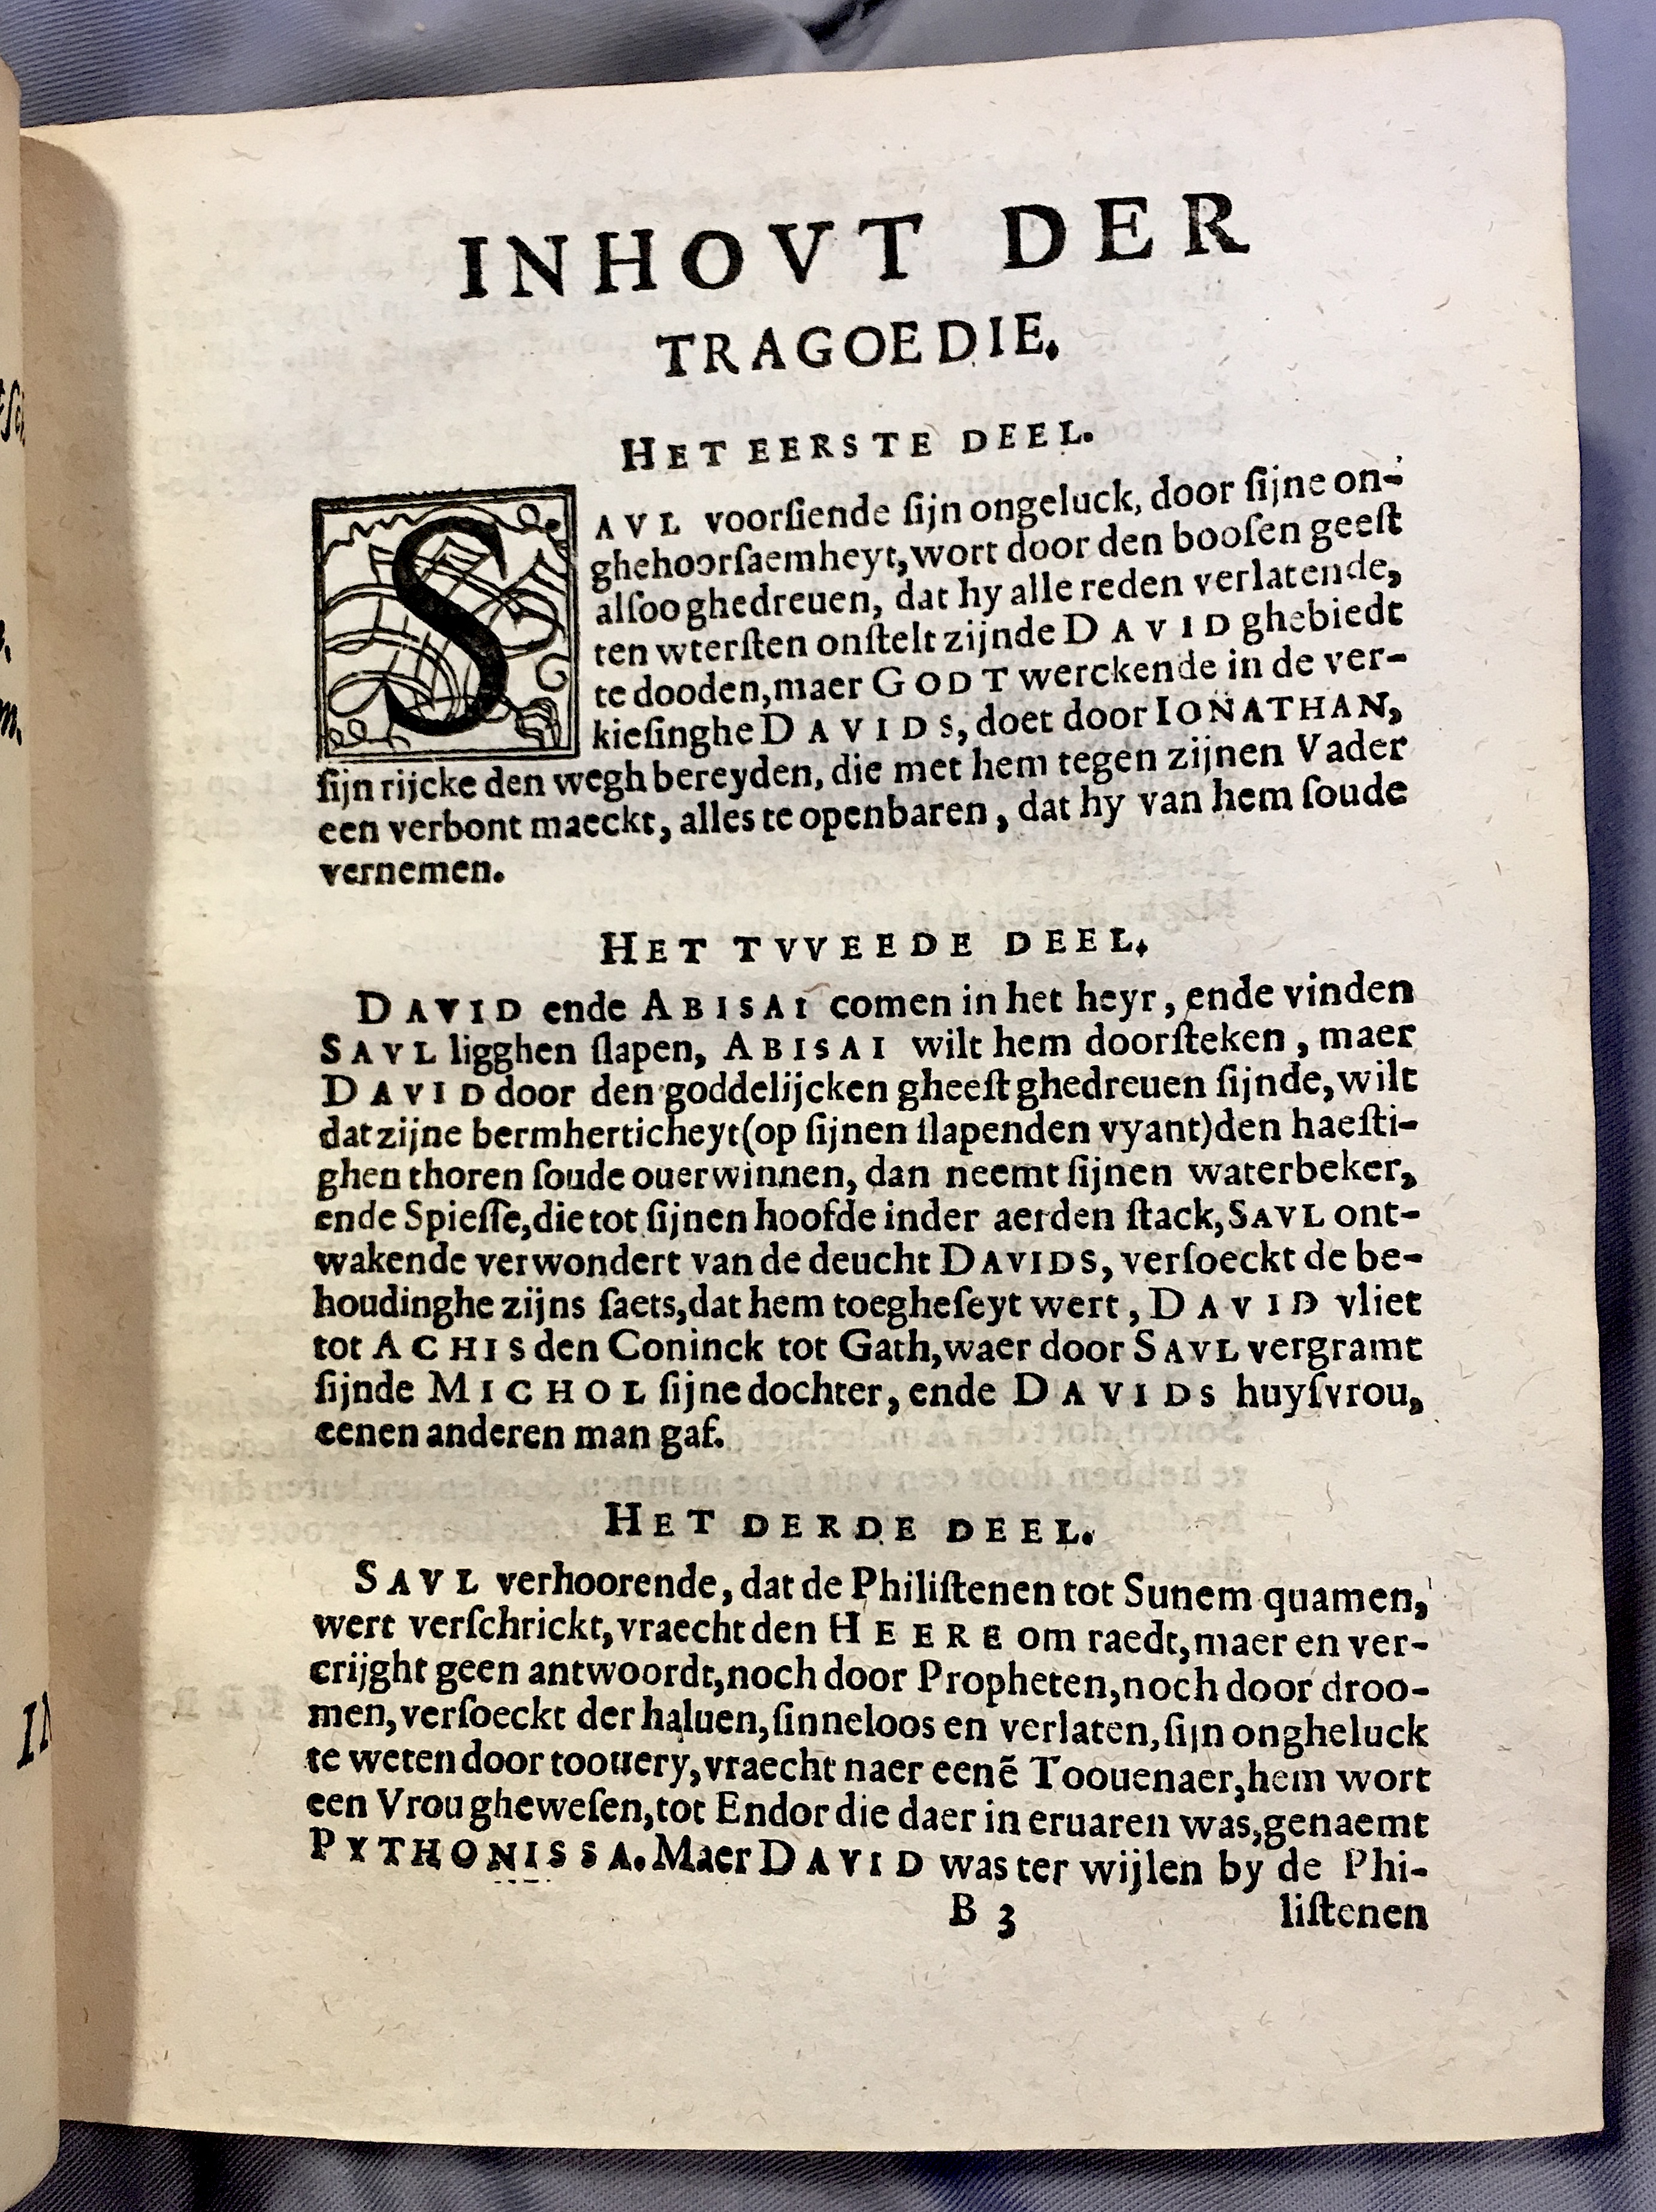 INHOVT DER
TRAGOEDIE.
HET EERSTE DEEL.
SAVL voorſiende ſijn ongeluck, door ſijne on-
ghehoorſaemheyt, wort door den booſen geeſt
alſoo ghedreuen, dat hy alle reden verlatende,
ten wterſten onſtelt zijnde DAVID ghebiedt
te dooden, maer GODT werckende in de ver-
kieſinghe DAVIDS, doet door IONATHAN,
ſijn rijcke den wegh bereyden, die met hem tegen zijnen Vader
een verbont maeckt, alles te openbaren, dat hy van hem ſoude
vernemen.
HET TVVEEDE DEEL.
DAVID ende ABISAI comen in het heyr, ende vinden
SAVL ligghen ſlapen, ABISAI wilt hem doorſteken, maer
DAVID door den goddelijcken gheeſt ghedreuen ſijnde, wilt
dat zijne bermherticheyt (op ſijnen ſlapenden vyant) den haeſti-
ghen thoren ſoude ouerwinnen, dan neemt ſijnen waterbeker,
ende Spieſſe, die tot ſijnen hoofde inder aerden ſtack, SAVL ont-
wakende verwondert van de deucht DAVIDS, verſoeckt de be-
houdinghe zijns ſaets, dat hem toegheſeyt wert, DAVID vliet
tot ACHIS den Coninck tot Gath, waer door SAVL vergramt
ſijnde MICHOL ſijne dochter, ende DAVIDS huyſvrou,
eenen anderen man gaf.
HET DERDE DEEL.
SAVL verhoorende, dat de Philiſtenen tot Sunem quamen,
wert verſchrickt, vraecht den HEERE om raedt, maer en ver-
crijght geen antwoordt, noch door Propheten, noch door droo-
men, verſoeckt der haluen, ſinneloos en verlaten, ſijn ongheluck
te weten door toouery, vraecht naer eenẽ Toouenaer, hem wort
een Vrou gheweſen, tot Endor die daer in eruaren was, genaemt
PYTHONISSA. Maer DAVID was ter wijlen by de Phi-
B 3 liſtenen